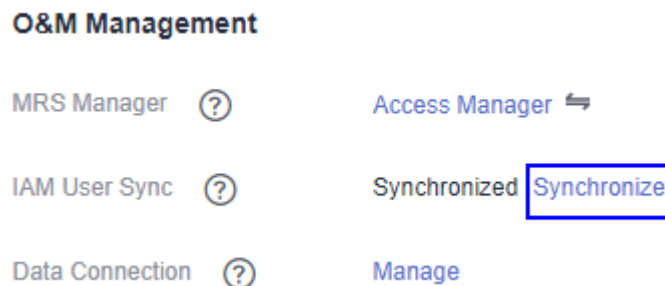 O&M Management
MRS Manager ? Access Manager
IAM User Sync ? Synchronized Synchronize
Data Connection ? Manage